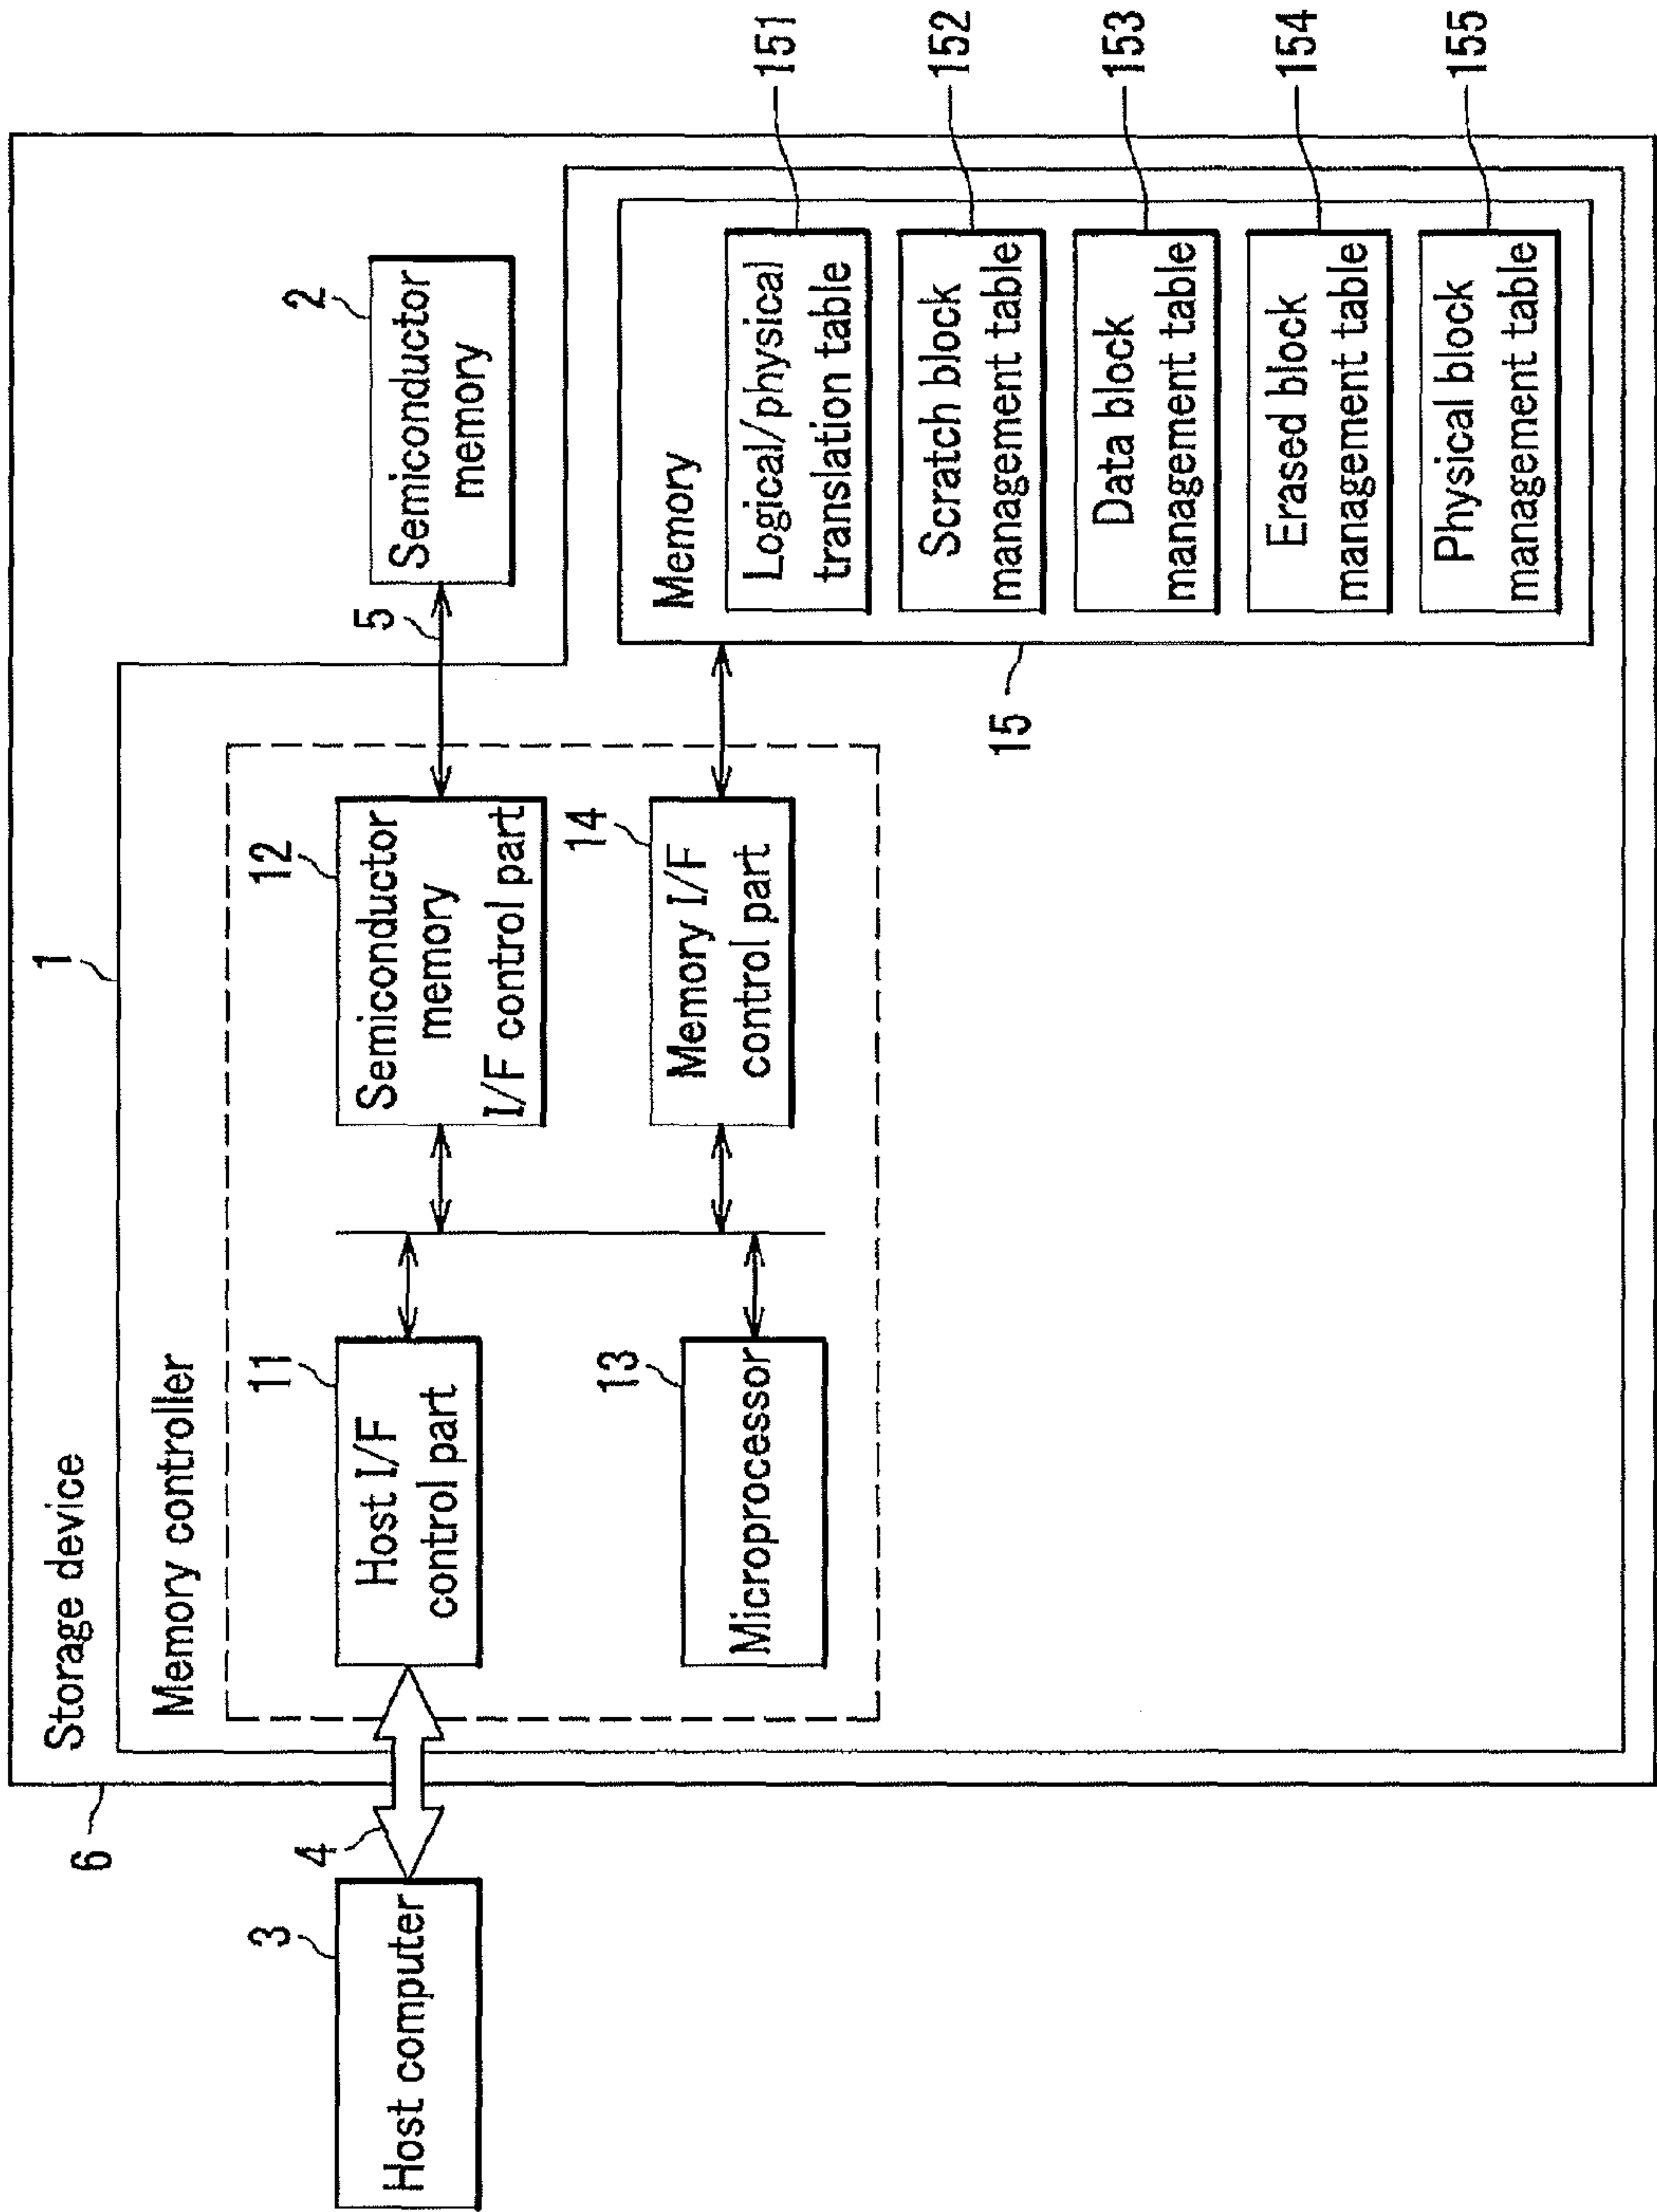 Storage device
6
1
Memory controller
3
Host computer
4
11
Host I/F
control part
12
Semiconductor
memory
I/F control part
5
2
Semiconductor
memory
13
Microprocessor
14
Memory I/F
control part
15
Memory
Logical/physical
translation table
151
Scratch block
management table
152
Data block
management table
153
Erased block
management table
154
Physical block
management table
155